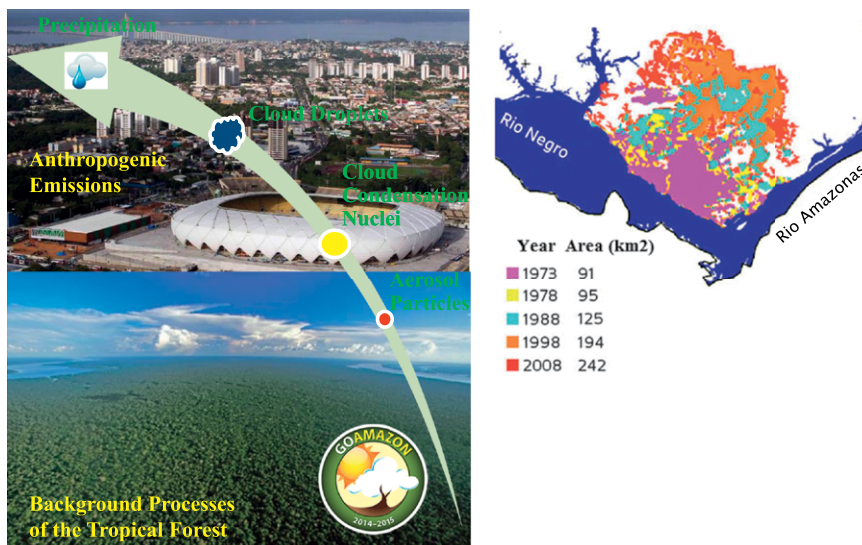 Precipitation
Cloud Droplets
Anthropogenic
Emissions
Cloud
Condensation
Nuclei
Aerosol
Particles
GOAMAZON
2014–2015
Background Processes
of the Tropical Forest
Rio Negro
Rio Amazonas
Year Area (km2)
1973 91
1978 95
1988 125
1998 194
2008 242